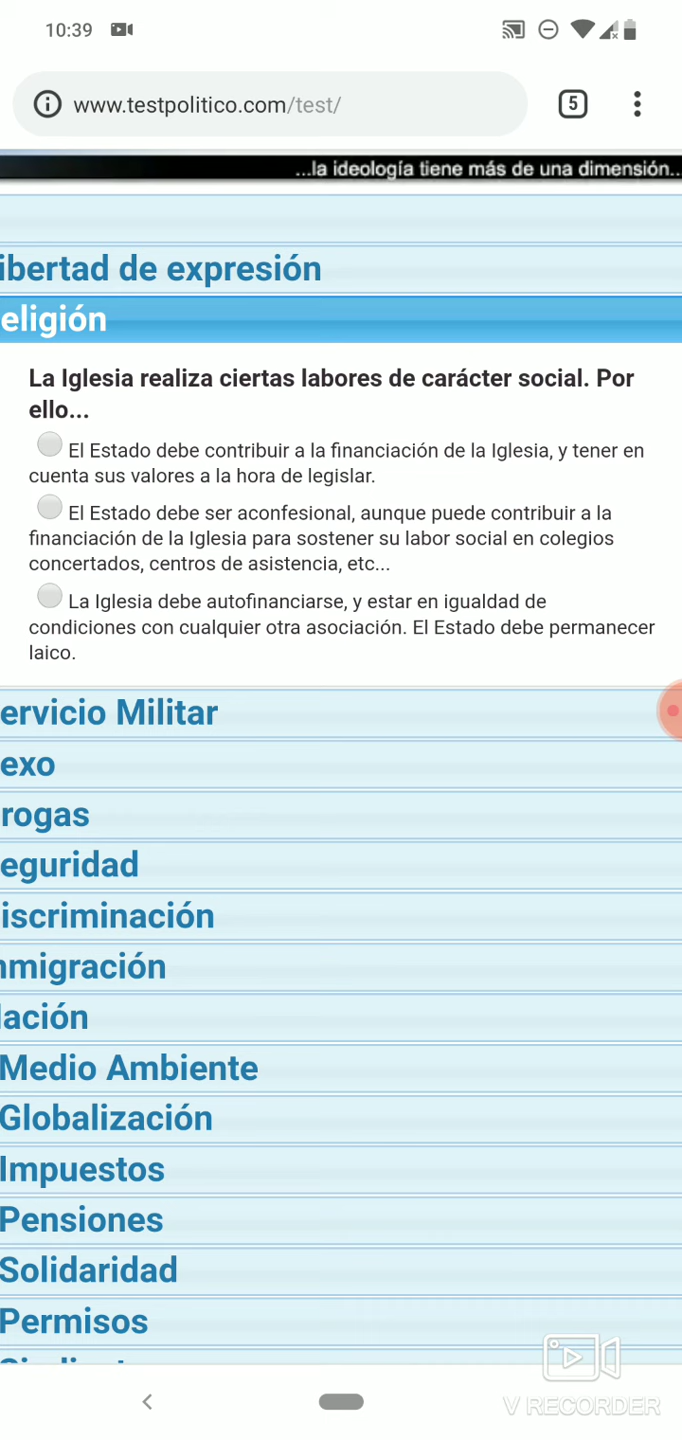 10:39
www.testpolitico.com/test/
5
...la ideología tiene más de una dimensión..
ibertad de expresión
eligión
La Iglesia realiza ciertas labores de carácter social. Por
ello...
El Estado debe contribuir a la financiación de la Iglesia, y tener en
cuenta sus valores a la hora de legislar.
El Estado debe ser aconfesional, aunque puede contribuir a la
financiación de la Iglesia para sostener su labor social en colegios
concertados, centros de asistencia, etc...
La Iglesia debe autofinanciarse, y estar en igualdad de
condiciones con cualquier otra asociación. El Estado debe permanecer
laico.
ervicio Militar
exo
rogas
eguridad
iscriminación
nmigración
lación
Medio Ambiente
Globalización
Impuestos
Pensiones
Solidaridad
Permisos
V RECORDER